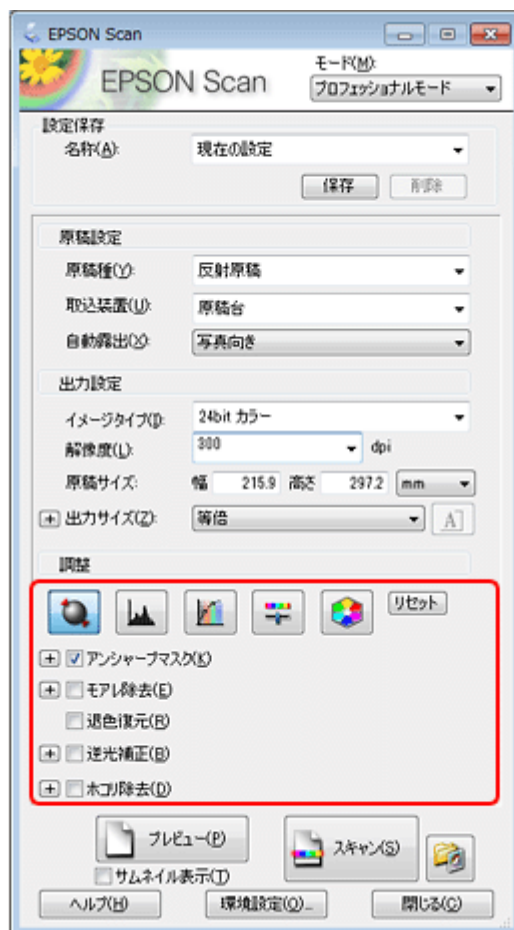 EPSON Scan
EPSON Scan
モード(M):
プロフェッショナルモード
設定保存
名称(A):
現在の設定
保存
削除
原稿設定
原稿種(Y):
反射原稿
取込装置(U):
原稿台
自動露出(X):
写真向き
出力設定
イメージタイプ(I):
24bit カラー
解像度(L):
300
dpi
原稿サイズ:
幅 215.9 高さ 297.2 mm
出力サイズ(Z):
等倍
A
調整
リセット
アンシャープマスク(K)
モアレ除去(E)
退色復元(R)
逆光補正(B)
ホコリ除去(D)
プレビュー(P)
スキャン(S)
サムネイル表示(T)
ヘルプ(H)
環境設定(O)...
閉じる(C)